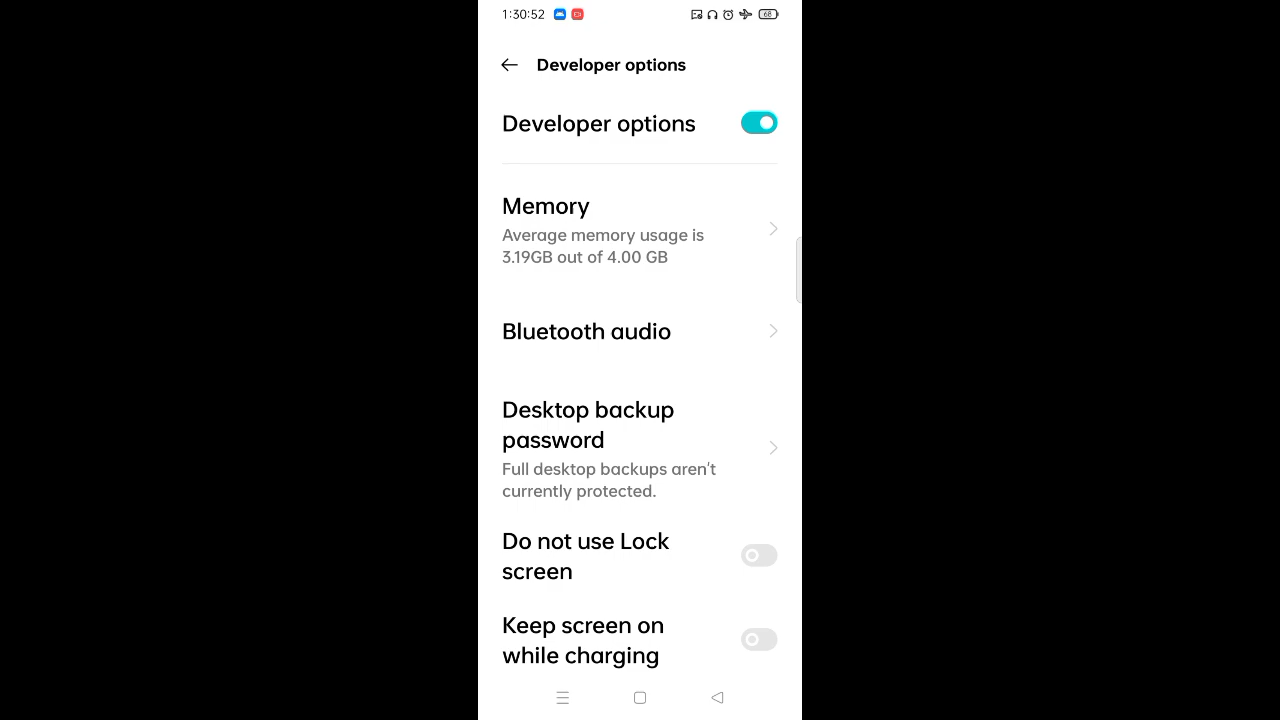 1:30:52
68
Developer options
Developer options
Memory
Average memory usage is
3.19GB out of 4.00 GB
Bluetooth audio
Desktop backup
password
Full desktop backups aren't
currently protected.
Do not use Lock
screen
Keep screen on
while charging